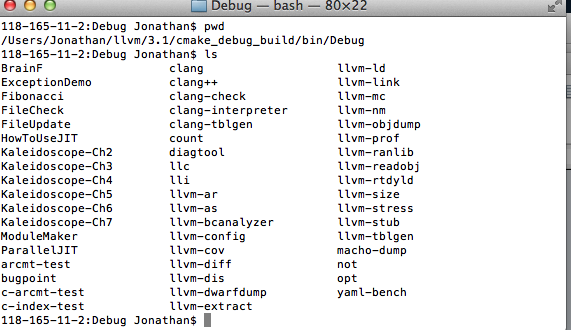 Debug — bash — 80×22
118-165-11-2:Debug Jonathan$ pwd
/Users/Jonathan/llvm/3.1/cmake_debug_build/bin/Debug
118-165-11-2:Debug Jonathan$ ls
BrainF clang llvm-ld
ExceptionDemo clang++ llvm-link
Fibonacci clang-check llvm-mc
FileCheck clang-interpreter llvm-nm
FileUpdate clang-tblgen llvm-objdump
HowToUseJIT count llvm-prof
Kaleidoscope-Ch2 diagtool llvm-ranlib
Kaleidoscope-Ch3 llc llvm-readobj
Kaleidoscope-Ch4 lli llvm-rtdyld
Kaleidoscope-Ch5 llvm-ar llvm-size
Kaleidoscope-Ch6 llvm-as llvm-stress
Kaleidoscope-Ch7 llvm-bcanalyzer llvm-stub
ModuleMaker llvm-config llvm-tblgen
ParallelJIT llvm-cov macho-dump
arcmt-test llvm-diff not
bugpoint llvm-dis opt
c-arcmt-test llvm-dwarfdump yaml-bench
c-index-test llvm-extract
118-165-11-2:Debug Jonathan$